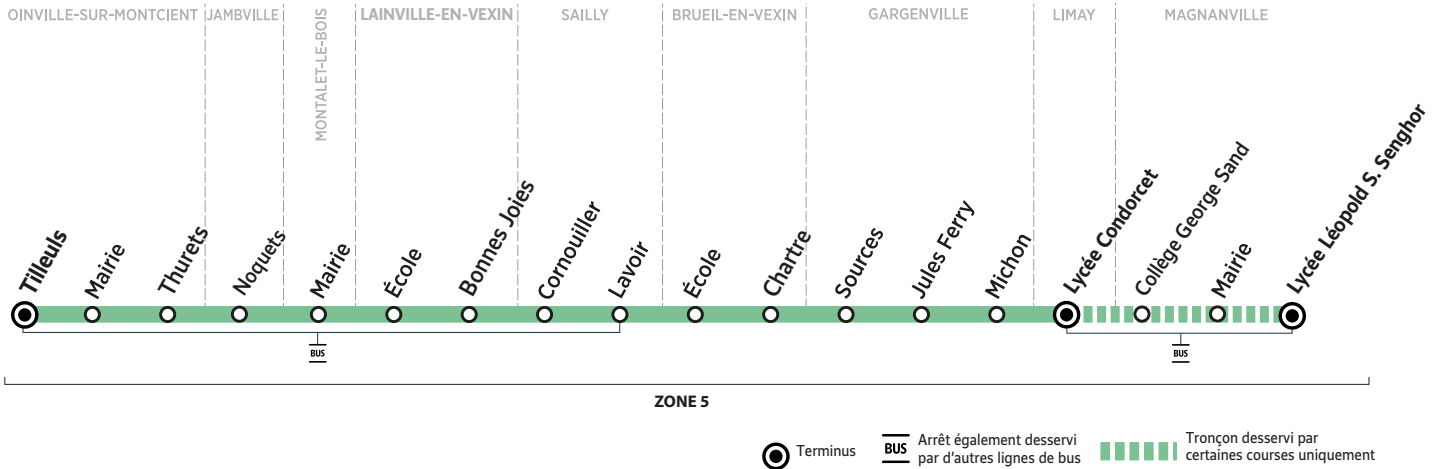 OINVILLE-SUR-MONTCIENT
JAMBVILLE
MONTALET-LE-BOIS
LAINVILLE-EN-VEXIN
SAILLY
BRUEIL-EN-VEXIN
GARGENVILLE
LIMAY
MAGNANVILLE
Tilleuls
Mairie
Thurets
Noquets
Mairie
École
Bonnes Joies
Cornouiller
Lavoir
École
Chartre
Sources
Jules Ferry
Michon
Lycée Condorcet
Collège George Sand
Mairie
Lycée Léopold S. Senghor
BUS
BUS
ZONE 5
Terminus
BUS
Arrêt également desservi
par d'autres lignes de bus
Tronçon desservi par
certaines courses uniquement